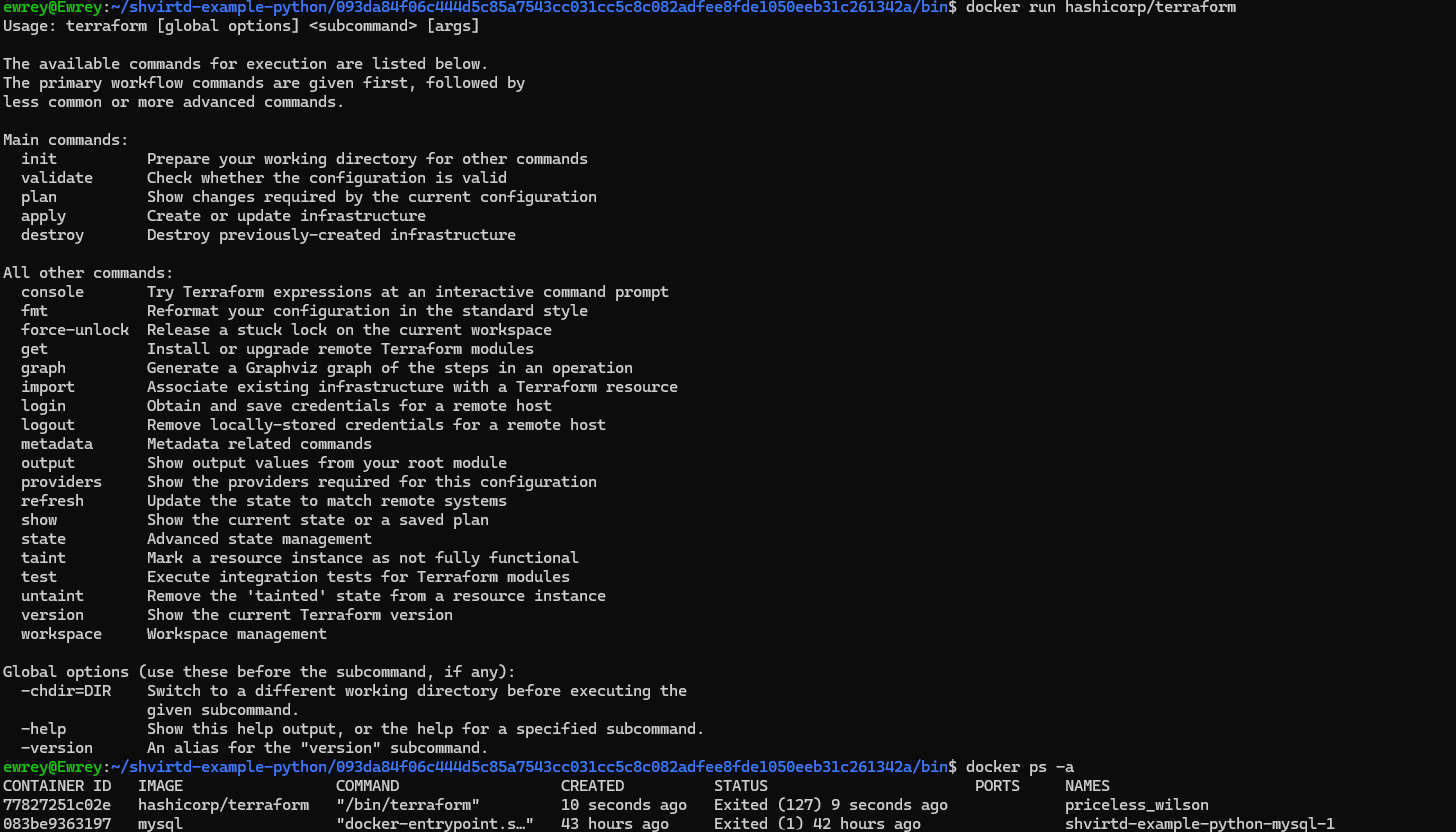 ewrey@Ewrey:~/shvirtd-example-python/093da84f06c444d5c85a7543cc031cc5c8c082adfee8fde1050eeb31c261342a/bin$ docker run hashicorp/terraform
Usage: terraform [global options] <subcommand> [args]
The available commands for execution are listed below.
The primary workflow commands are given first, followed by
less common or more advanced commands.
Main commands:
init Prepare your working directory for other commands
validate Check whether the configuration is valid
plan Show changes required by the current configuration
apply Create or update infrastructure
destroy Destroy previously-created infrastructure
All other commands:
console Try Terraform expressions at an interactive command prompt
fmt Reformat your configuration in the standard style
force-unlock Release a stuck lock on the current workspace
get Install or upgrade remote Terraform modules
graph Generate a Graphviz graph of the steps in an operation
import Associate existing infrastructure with a Terraform resource
login Obtain and save credentials for a remote host
logout Remove locally-stored credentials for a remote host
metadata Metadata related commands
output Show output values from your root module
providers Show the providers required for this configuration
refresh Update the state to match remote systems
show Show the current state or a saved plan
state Advanced state management
taint Mark a resource instance as not fully functional
test Execute integration tests for Terraform modules
untaint Remove the 'tainted' state from a resource instance
version Show the current Terraform version
workspace Workspace management
Global options (use these before the subcommand, if any):
-chdir=DIR Switch to a different working directory before executing the
given subcommand.
-help Show this help output, or the help for a specified subcommand.
-version An alias for the "version" subcommand.
ewrey@Ewrey:~/shvirtd-example-python/093da84f06c444d5c85a7543cc031cc5c8c082adfee8fde1050eeb31c261342a/bin$ docker ps -a
CONTAINER ID IMAGE COMMAND CREATED STATUS PORTS NAMES
77827251c02e hashicorp/terraform "/bin/terraform" 10 seconds ago Exited (127) 9 seconds ago priceless_wilson
083be9363197 mysql "docker-entrypoint.s…" 43 hours ago Exited (1) 42 hours ago shvirtd-example-python-mysql-1